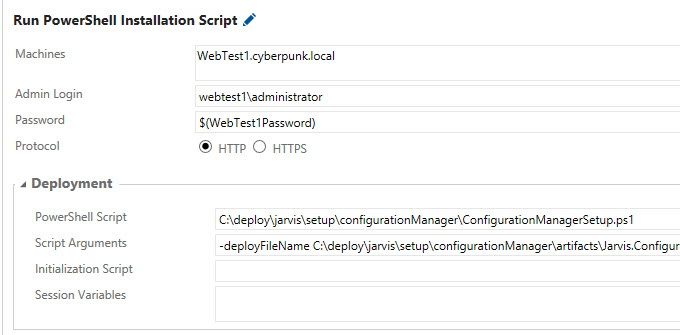 Run PowerShell Installation Script
Machines
WebTest1.cyberpunk.local
Admin Login
webtest1\administrator
Password
$(WebTest1Password)
Protocol
HTTP HTTPS
Deployment
PowerShell Script
C:\deploy\jarvis\setup\configurationManager\ConfigurationManagerSetup.ps1
Script Arguments
-deployFileName C:\deploy\jarvis\setup\configurationManager\artifacts\Jarvis.Configur
Initialization Script
Session Variables